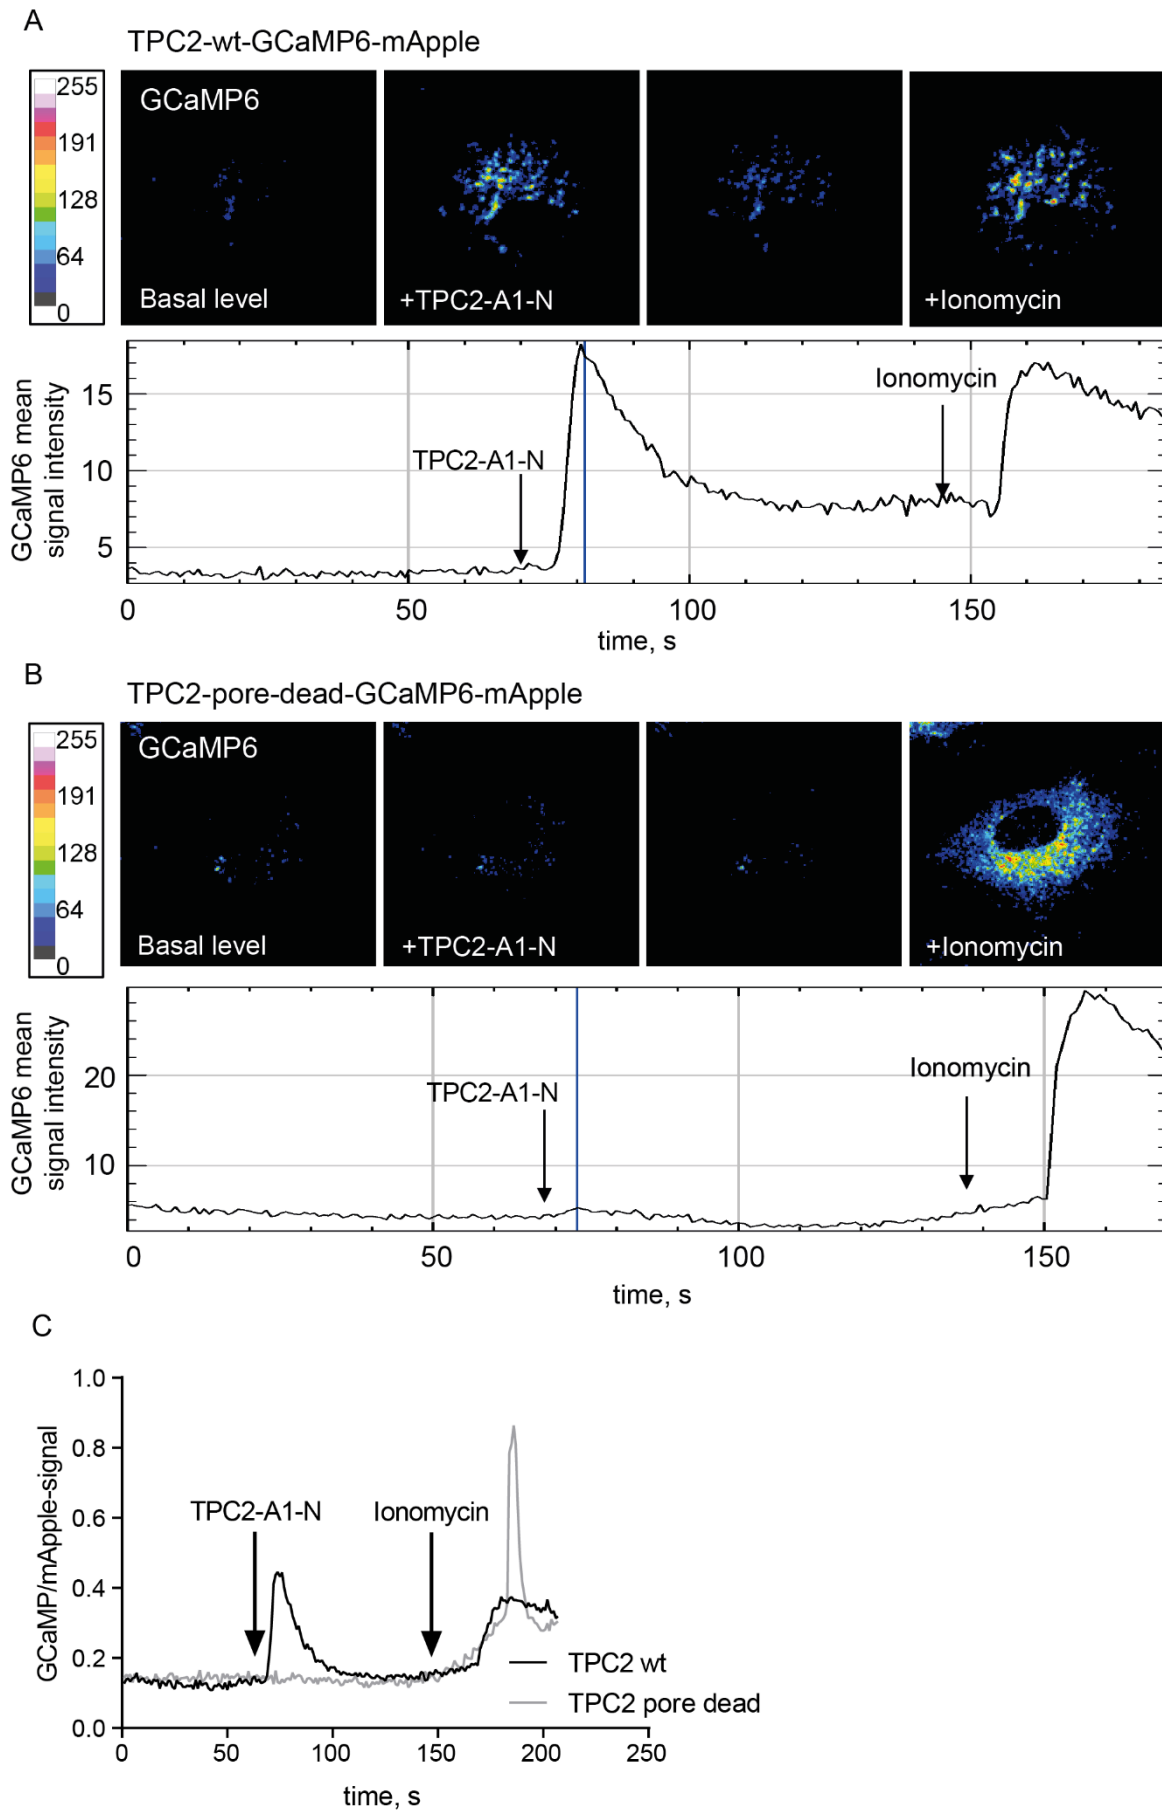 A
TPC2-wt-GCaMP6-mApple
255
191
128
64
0
GCaMP6
Basal level
+TPC2-A1-N
+Ionomycin
GCaMP6 mean
signal intensity
15
10
5
TPC2-A1-N
Ionomycin
0 50 100 150
time, s
B
TPC2-pore-dead-GCaMP6-mApple
255
191
128
64
0
GCaMP6
Basal level
+TPC2-A1-N
+Ionomycin
GCaMP6 mean
signal intensity
20
10
TPC2-A1-N
Ionomycin
0 50 100 150
time, s
C
GCaMP/mApple-signal
1.0
0.8
0.6
0.4
0.2
0.0
TPC2-A1-N
Ionomycin
TPC2 wt
TPC2 pore dead
0 50 100 150 200 250
time, s